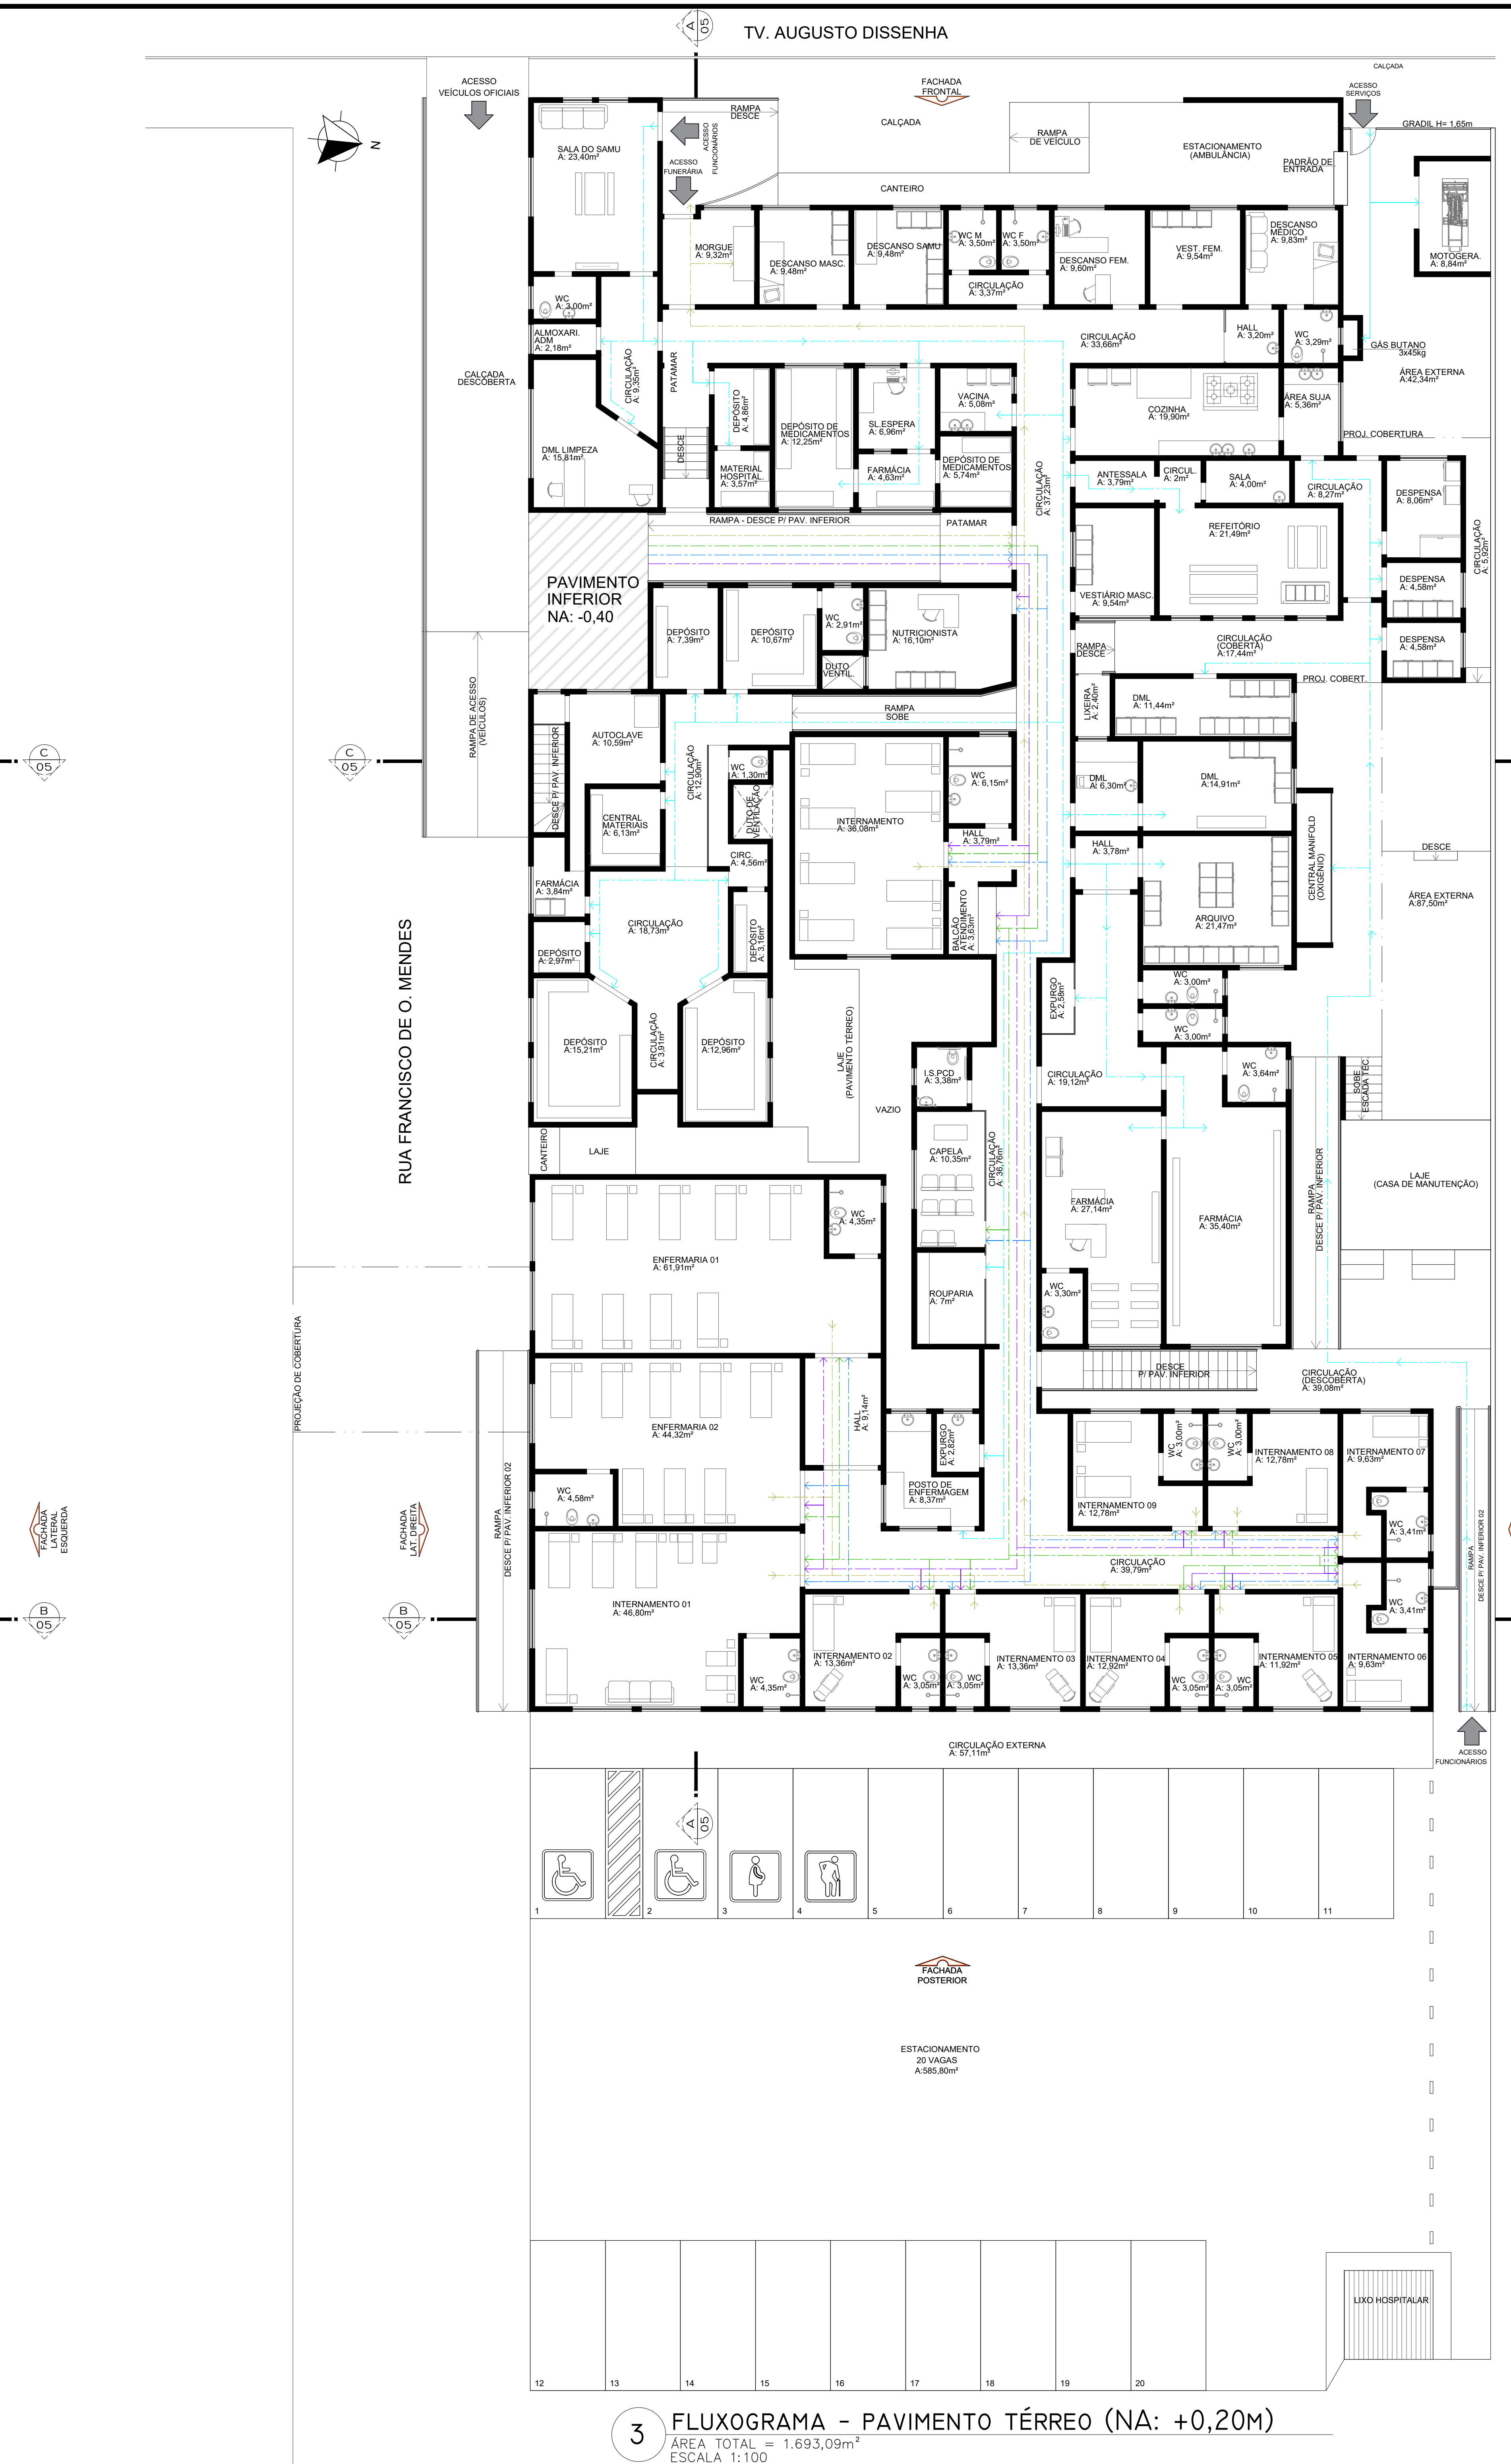 TV. AUGUSTO DISSENHA
A
05
CALÇADA
ACESSO
VEÍCULOS OFICIAIS
FACHADA
FRONTAL
ACESSO
SERVIÇOS
GRADIL H= 1,65m
RAMPA
DESCE
CALÇADA
RAMPA
DE VEÍCULO
ESTACIONAMENTO
(AMBULÂNCIA)
PADRÃO DE
ENTRADA
N
SALA DO SAMU
A: 23,40m²
ACESSO
FUNCIONÁRIOS
ACESSO
FUNERÁRIA
CANTEIRO
MORGUE
A: 9,32m²
DESCANSO MASC.
A: 9,48m²
DESCANSO SAMU
A: 9,48m²
WC M
A: 3,50m²
WC F
A: 3,50m²
CIRCULAÇÃO
A: 3,37m²
DESCANSO FEM.
A: 9,60m²
VEST. FEM.
A: 9,54m²
DESCANSO
MÉDICO
A: 9,83m²
MOTOGERA.
A: 8,84m²
WC
A: 3,00m²
ALMOXARI.
ADM
A: 2,18m²
CIRCULAÇÃO
A: 9,35m²
PATAMAR
CIRCULAÇÃO
A: 33,66m²
HALL
A: 3,20m²
WC
A: 3,29m²
GÁS BUTANO
3x45kg
ÁREA EXTERNA
A:42,34m²
CALÇADA
DESCOBERTA
DML LIMPEZA
A: 15,81m²
DESCE
DEPÓSITO
A: 4,86m²
MATERIAL
HOSPITAL.
A: 3,57m²
DEPÓSITO DE
MEDICAMENTOS
A: 12,25m²
SL.ESPERA
A: 6,96m²
FARMÁCIA
A: 4,63m²
VACINA
A: 5,08m²
DEPÓSITO DE
MEDICAMENTOS
A: 5,74m²
CIRCULAÇÃO
A: 37,23m²
COZINHA
A: 19,90m²
ÁREA SUJA
A: 5,36m²
PROJ. COBERTURA
ANTESSALA
A: 3,79m²
CIRCUL.
A: 2m²
SALA
A: 4,00m²
CIRCULAÇÃO
A: 8,27m²
DESPENSA
A: 8,06m²
CIRCULAÇÃO
A: 5,92m²
RAMPA - DESCE P/ PAV. INFERIOR
PATAMAR
REFEITÓRIO
A: 21,49m²
PAVIMENTO
INFERIOR
NA: -0,40
VESTIÁRIO MASC.
A: 9,54m²
DESPENSA
A: 4,58m²
DEPÓSITO
A: 7,39m²
DEPÓSITO
A: 10,67m²
WC
A: 2,91m²
DUTO
VENTIL.
NUTRICIONISTA
A: 16,10m²
RAMPA
DESCE
CIRCULAÇÃO
(COBERTA)
A:17,44m²
DESPENSA
A: 4,58m²
PROJ. COBERT.
RAMPA DE ACESSO
(VEÍCULOS)
RAMPA
SOBE
LIXEIRA
A: 2,40m²
DML
A: 11,44m²
DESCE P/ PAV. INFERIOR
AUTOCLAVE
A: 10,59m²
CIRCULAÇÃO
A: 12,90m²
WC
A: 1,30m²
DUTO DE
VENTILAÇÃO
WC
A: 6,15m²
DML
A: 6,30m²
DML
A:14,91m²
C
05
C
05
CENTRAL
MATERIAIS
A: 6,13m²
INTERNAMENTO
A: 36,08m²
HALL
A: 3,79m²
HALL
A: 3,78m²
CENTRAL MANIFOLD
(OXIGÊNIO)
DESCE
CIRC.
A: 4,56m²
FARMÁCIA
A: 3,84m²
ÁREA EXTERNA
A:87,50m²
CIRCULAÇÃO
A: 18,73m²
DEPÓSITO
A: 3,16m²
BALCÃO
ATENDIMENTO
A: 3,63m²
ARQUIVO
A: 21,47m²
RUA FRANCISCO DE O. MENDES
DEPÓSITO
A: 2,97m²
EXPURGO
A: 2,58m²
WC
A: 3,00m²
WC
A: 3,00m²
DEPÓSITO
A:15,21m²
CIRCULAÇÃO
A: 3,91m²
DEPÓSITO
A:12,96m²
LAJE
(PAVIMENTO TÉRREO)
VAZIO
I.S.PCD
A: 3,38m²
CIRCULAÇÃO
A: 19,12m²
WC
A: 3,64m²
SOBE
ESCADA TÉC.
CANTEIRO
LAJE
CAPELA
A: 10,35m²
CIRCULAÇÃO
A: 36,76m²
LAJE
(CASA DE MANUTENÇÃO)
WC
A: 4,35m²
FARMÁCIA
A: 27,14m²
FARMÁCIA
A: 35,40m²
RAMPA
DESCE P/ PAV. INFERIOR
ENFERMARIA 01
A: 61,91m²
ROUPARIA
A: 7m²
WC
A: 3,30m²
PROJEÇÃO DE COBERTURA
DESCE
P/ PAV. INFERIOR
CIRCULAÇÃO
(DESCOBERTA)
A: 39,08m²
ENFERMARIA 02
A: 44,32m²
HALL
A: 9,14m²
EXPURGO
A: 2,82m²
WC
A: 3,00m²
WC
A: 3,00m²
INTERNAMENTO 08
A: 12,78m²
INTERNAMENTO 07
A: 9,63m²
WC
A: 4,58m²
POSTO DE
ENFERMAGEM
A: 8,37m²
INTERNAMENTO 09
A: 12,78m²
WC
A: 3,41m²
FACHADA
LATERAL
ESQUERDA
FACHADA
LAT. DIREITA
RAMPA
DESCE P/ PAV. INFERIOR 02
RAMPA
DESCE P/ PAV. INFERIOR 02
CIRCULAÇÃO
A: 39,79m²
B
05
B
05
INTERNAMENTO 01
A: 46,80m²
WC
A: 3,41m²
INTERNAMENTO 02
A: 13,36m²
INTERNAMENTO 03
A: 13,36m²
INTERNAMENTO 04
A: 12,92m²
INTERNAMENTO 05
A: 11,92m²
INTERNAMENTO 06
A: 9,63m²
WC
A: 4,35m²
WC
A: 3,05m²
WC
A: 3,05m²
WC
A: 3,05m²
WC
A: 3,05m²
CIRCULAÇÃO EXTERNA
A: 57,11m²
ACESSO
FUNCIONÁRIOS
A
05
1
2
3
4
5
6
7
8
9
10
11
FACHADA
POSTERIOR
ESTACIONAMENTO
20 VAGAS
A:585,80m²
LIXO HOSPITALAR
12
13
14
15
16
17
18
19
20
3
FLUXOGRAMA - PAVIMENTO TÉRREO (NA: +0,20M)
ÁREA TOTAL = 1.693,09m²
ESCALA 1:100